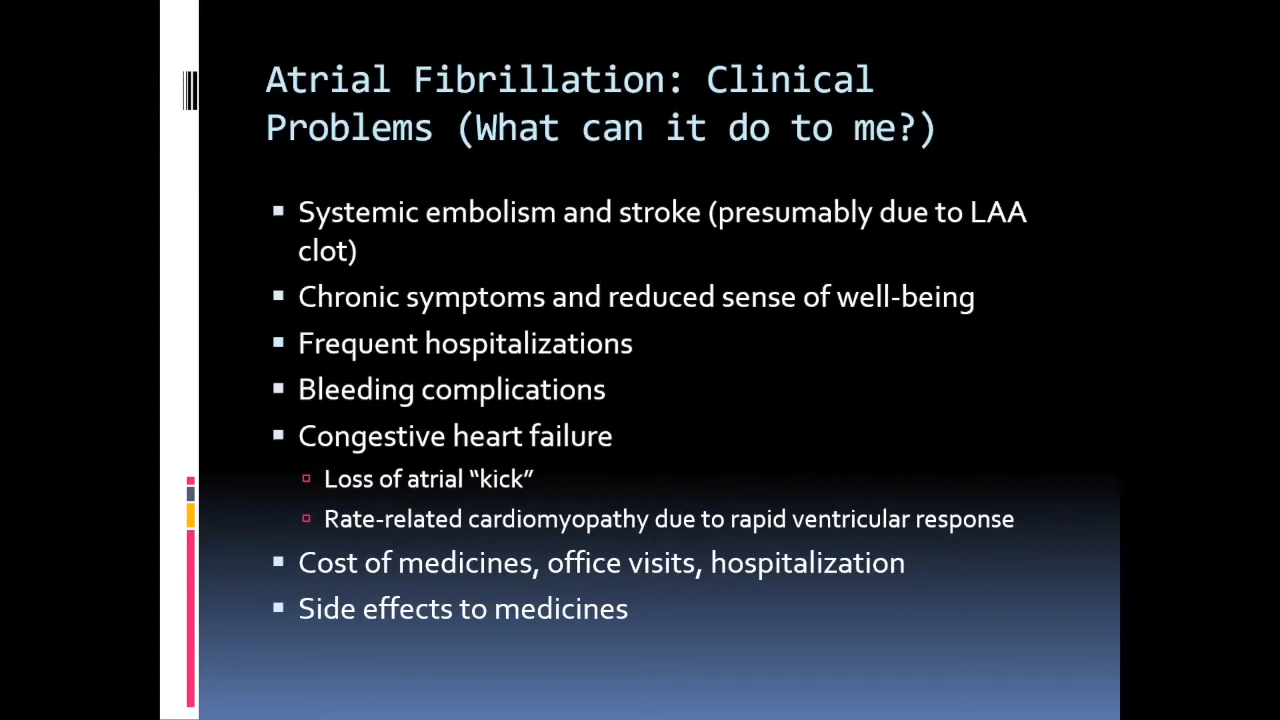 Atrial Fibrillation: Clinical
Problems (What can it do to me?)
Systemic embolism and stroke (presumably due to LAA
clot)
Chronic symptoms and reduced sense of well-being
Frequent hospitalizations
Bleeding complications
Congestive heart failure
Loss of atrial “kick”
Rate-related cardiomyopathy due to rapid ventricular response
Cost of medicines, office visits, hospitalization
Side effects to medicines